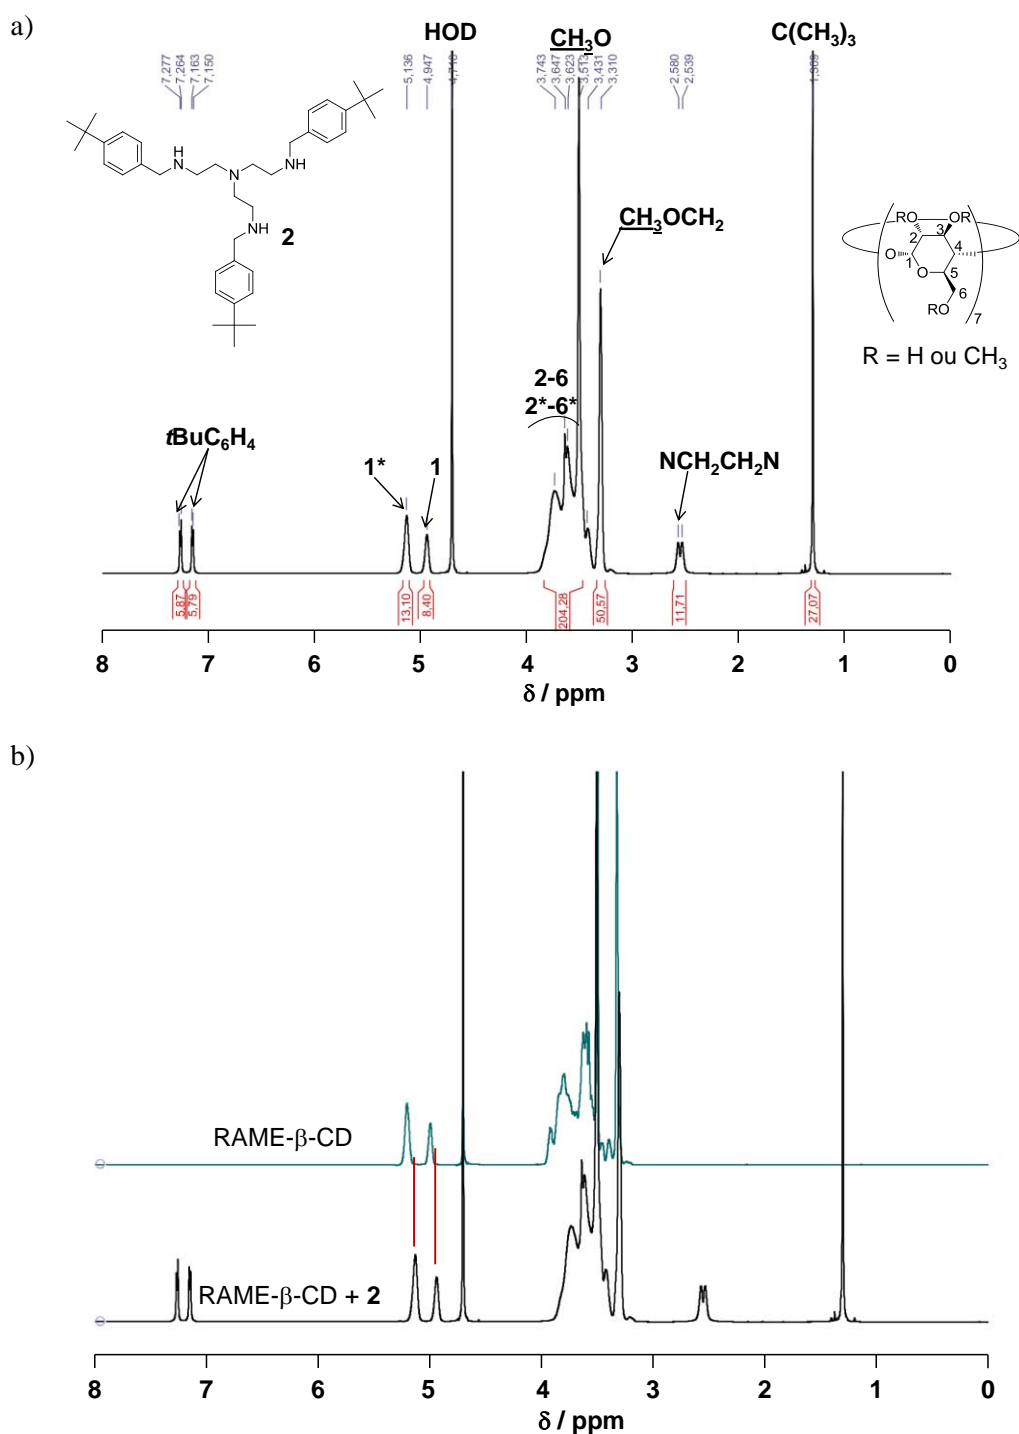 a)
HOD
CH3O
C(CH3)3
7,277
7,264
7,163
7,150
5,136
4,947
4,710
3,743
3,647
3,623
3,513
3,431
3,310
2,580
2,539
1,309
H
N
NH
N
NH
2
CH3OCH2
RO
OR
3
2
4
O
1
O
5
6
RO
7
R = H ou CH3
2-6
2*-6*
tBuC6H4
1*
1
NCH2CH2N
5,87
5,79
13,10
8,40
204,28
50,57
11,71
27,07
8 7 6 5 4 3 2 1 0
δ / ppm
b)
RAME-β-CD
RAME-β-CD + 2
8 7 6 5 4 3 2 1 0
δ / ppm